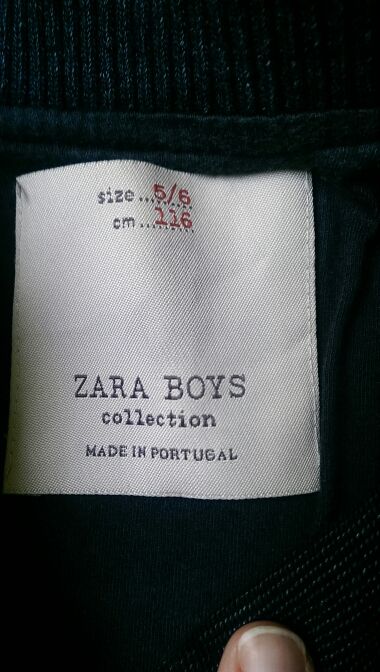 size...5/6
cm....116
ZARA BOYS
collection
MADE IN PORTUGAL